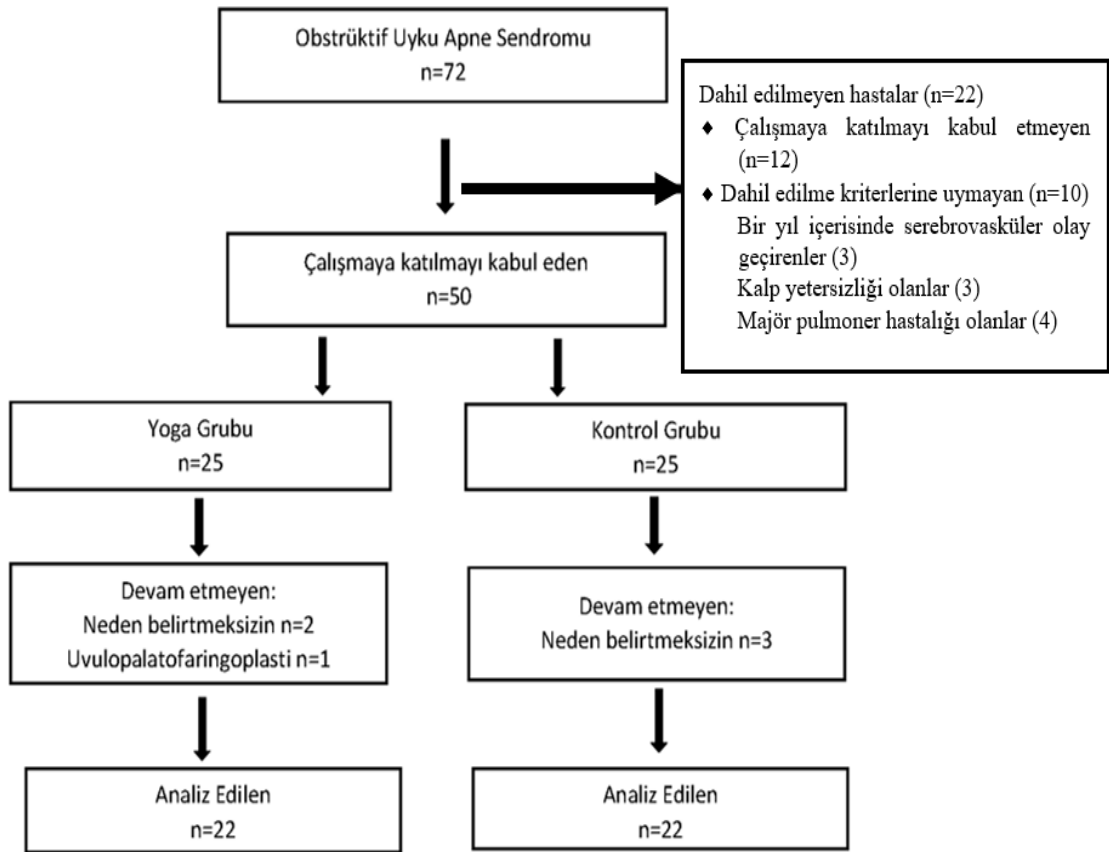 Obstrüktif Uyku Apne Sendromu
n=72
Dahil edilmeyen hastalar (n=22)
♦ Çalışmaya katılmayı kabul etmeyen
(n=12)
♦ Dahil edilme kriterlerine uymayan (n=10)
Bir yıl içerisinde serebrovasküler olay
geçirenler (3)
Kalp yetersizliği olanlar (3)
Majör pulmoner hastalığı olanlar (4)
Çalışmaya katılmayı kabul eden
n=50
Yoga Grubu
n=25
Kontrol Grubu
n=25
Devam etmeyen:
Neden belirtmeksizin n=2
Uvulopalatofaringoplasti n=1
Devam etmeyen:
Neden belirtmeksizin n=3
Analiz Edilen
n=22
Analiz Edilen
n=22